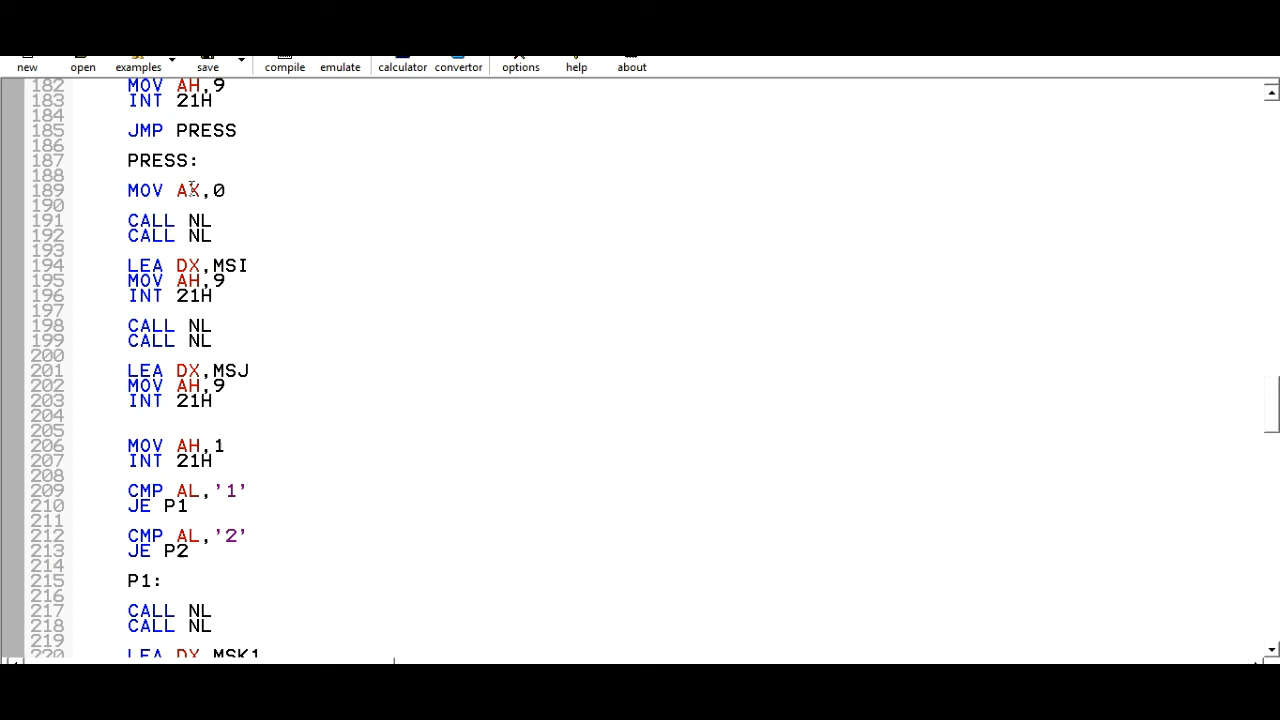 new open examples save compile emulate calculator convertor options help about
182 MOV AH,9
183 INT 21H
184
185 JMP PRESS
186
187 PRESS:
188
189 MOV AX,0
190
191 CALL NL
192 CALL NL
193
194 LEA DX,MSI
195 MOV AH,9
196 INT 21H
197
198 CALL NL
199 CALL NL
200
201 LEA DX,MSJ
202 MOV AH,9
203 INT 21H
204
205
206 MOV AH,1
207 INT 21H
208
209 CMP AL,'1'
210 JE P1
211
212 CMP AL,'2'
213 JE P2
214
215 P1:
216
217 CALL NL
218 CALL NL
219
220 LEA DX,MSK1